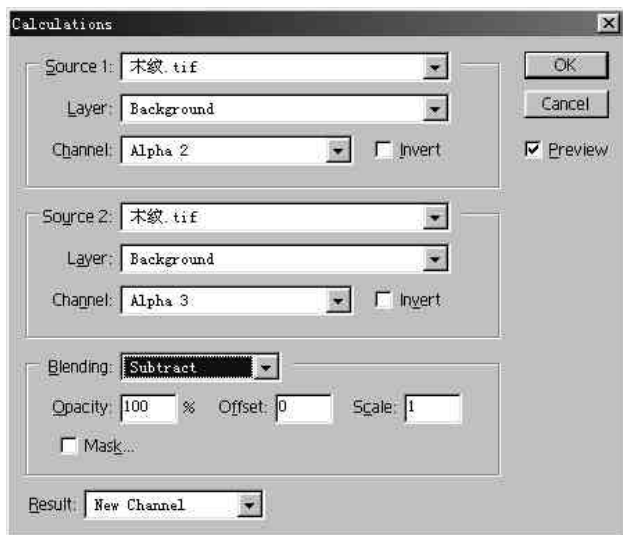 Calculations
Source 1: 木纹.tif
OK
Layer: Background
Cancel
Channel: Alpha 2 Invert
Preview
Source 2: 木纹.tif
Layer: Background
Channel: Alpha 3 Invert
Blending: Subtract
Opacity: 100 % Offset: 0 Scale: 1
Mask...
Result: New Channel